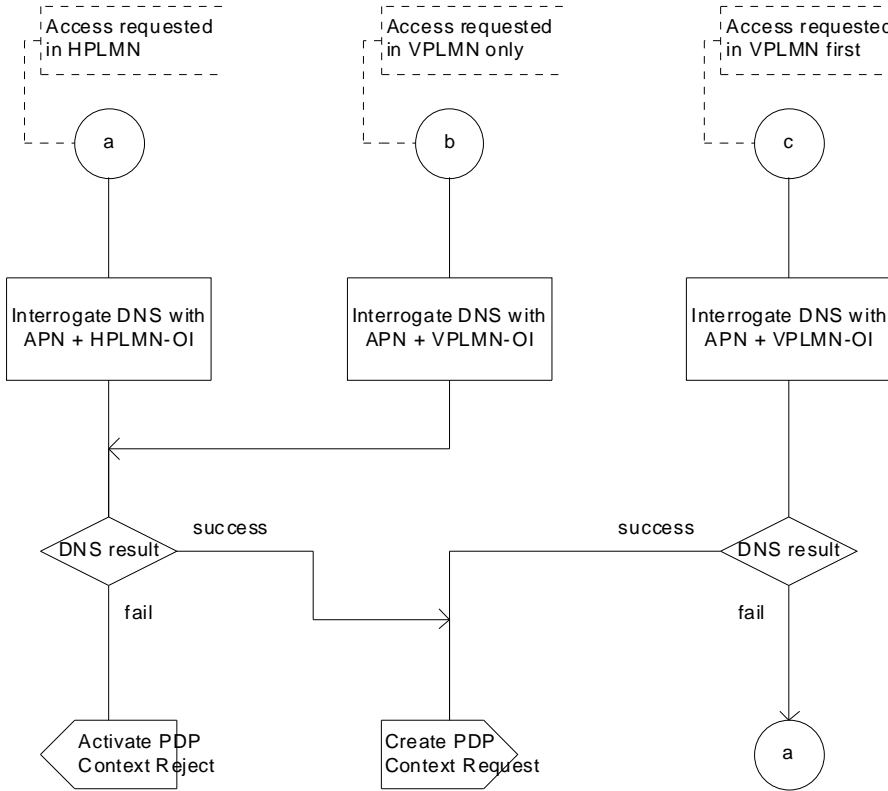 Access requested
in HPLMN
Access requested
in VPLMN only
Access requested
in VPLMN first
a
b
c
Interrogate DNS with
APN + HPLMN-OI
Interrogate DNS with
APN + VPLMN-OI
Interrogate DNS with
APN + VPLMN-OI
DNS result
success
success
DNS result
fail
fail
Activate PDP
Context Reject
Create PDP
Context Request
a